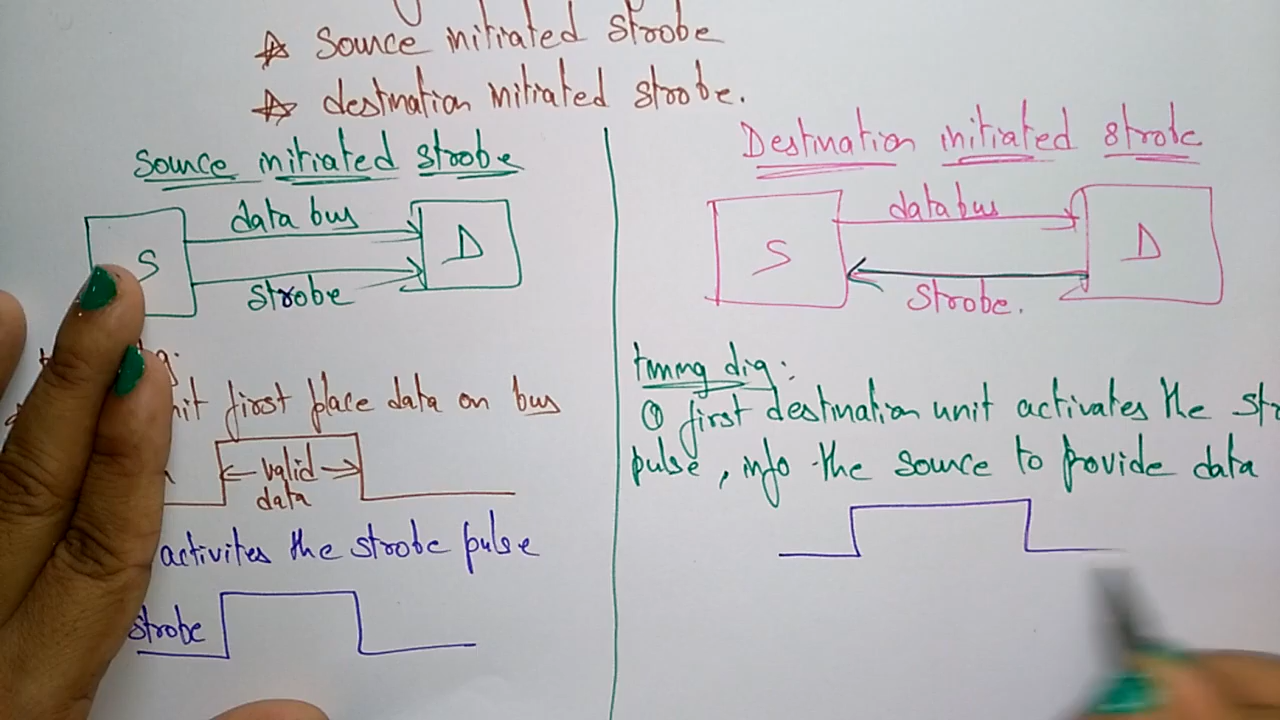 ☆ Source initiated strobe
☆ destination initiated strobe.
Source initiated strobe
data bus
S
D
strobe
first place data on bus
valid
data
activites the strobe pulse
strobe
Destination initiated strobe
data bus
S
D
Strobe.
timing dig:
① first destination unit activates the
pulse, info the source to provide data